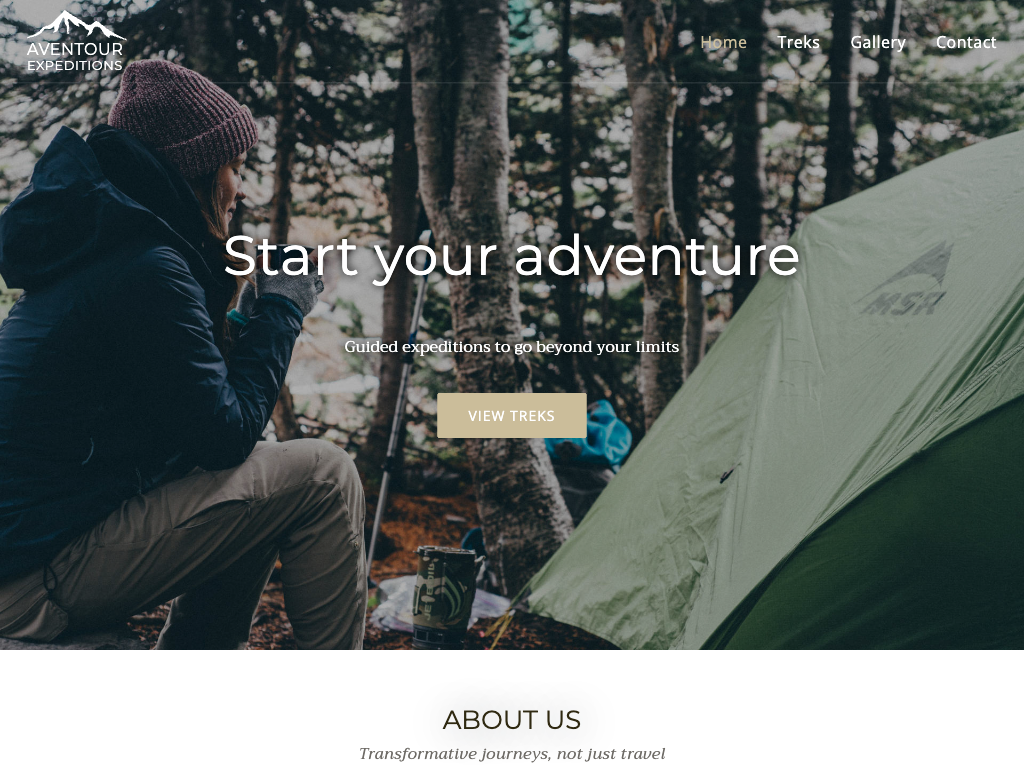 AVENTOUR
EXPEDITIONS
Home Treks Gallery Contact
Start your adventure
MSR
Guided expeditions to go beyond your limits
VIEW TREKS
ABOUT US
Transformative journeys, not just travel